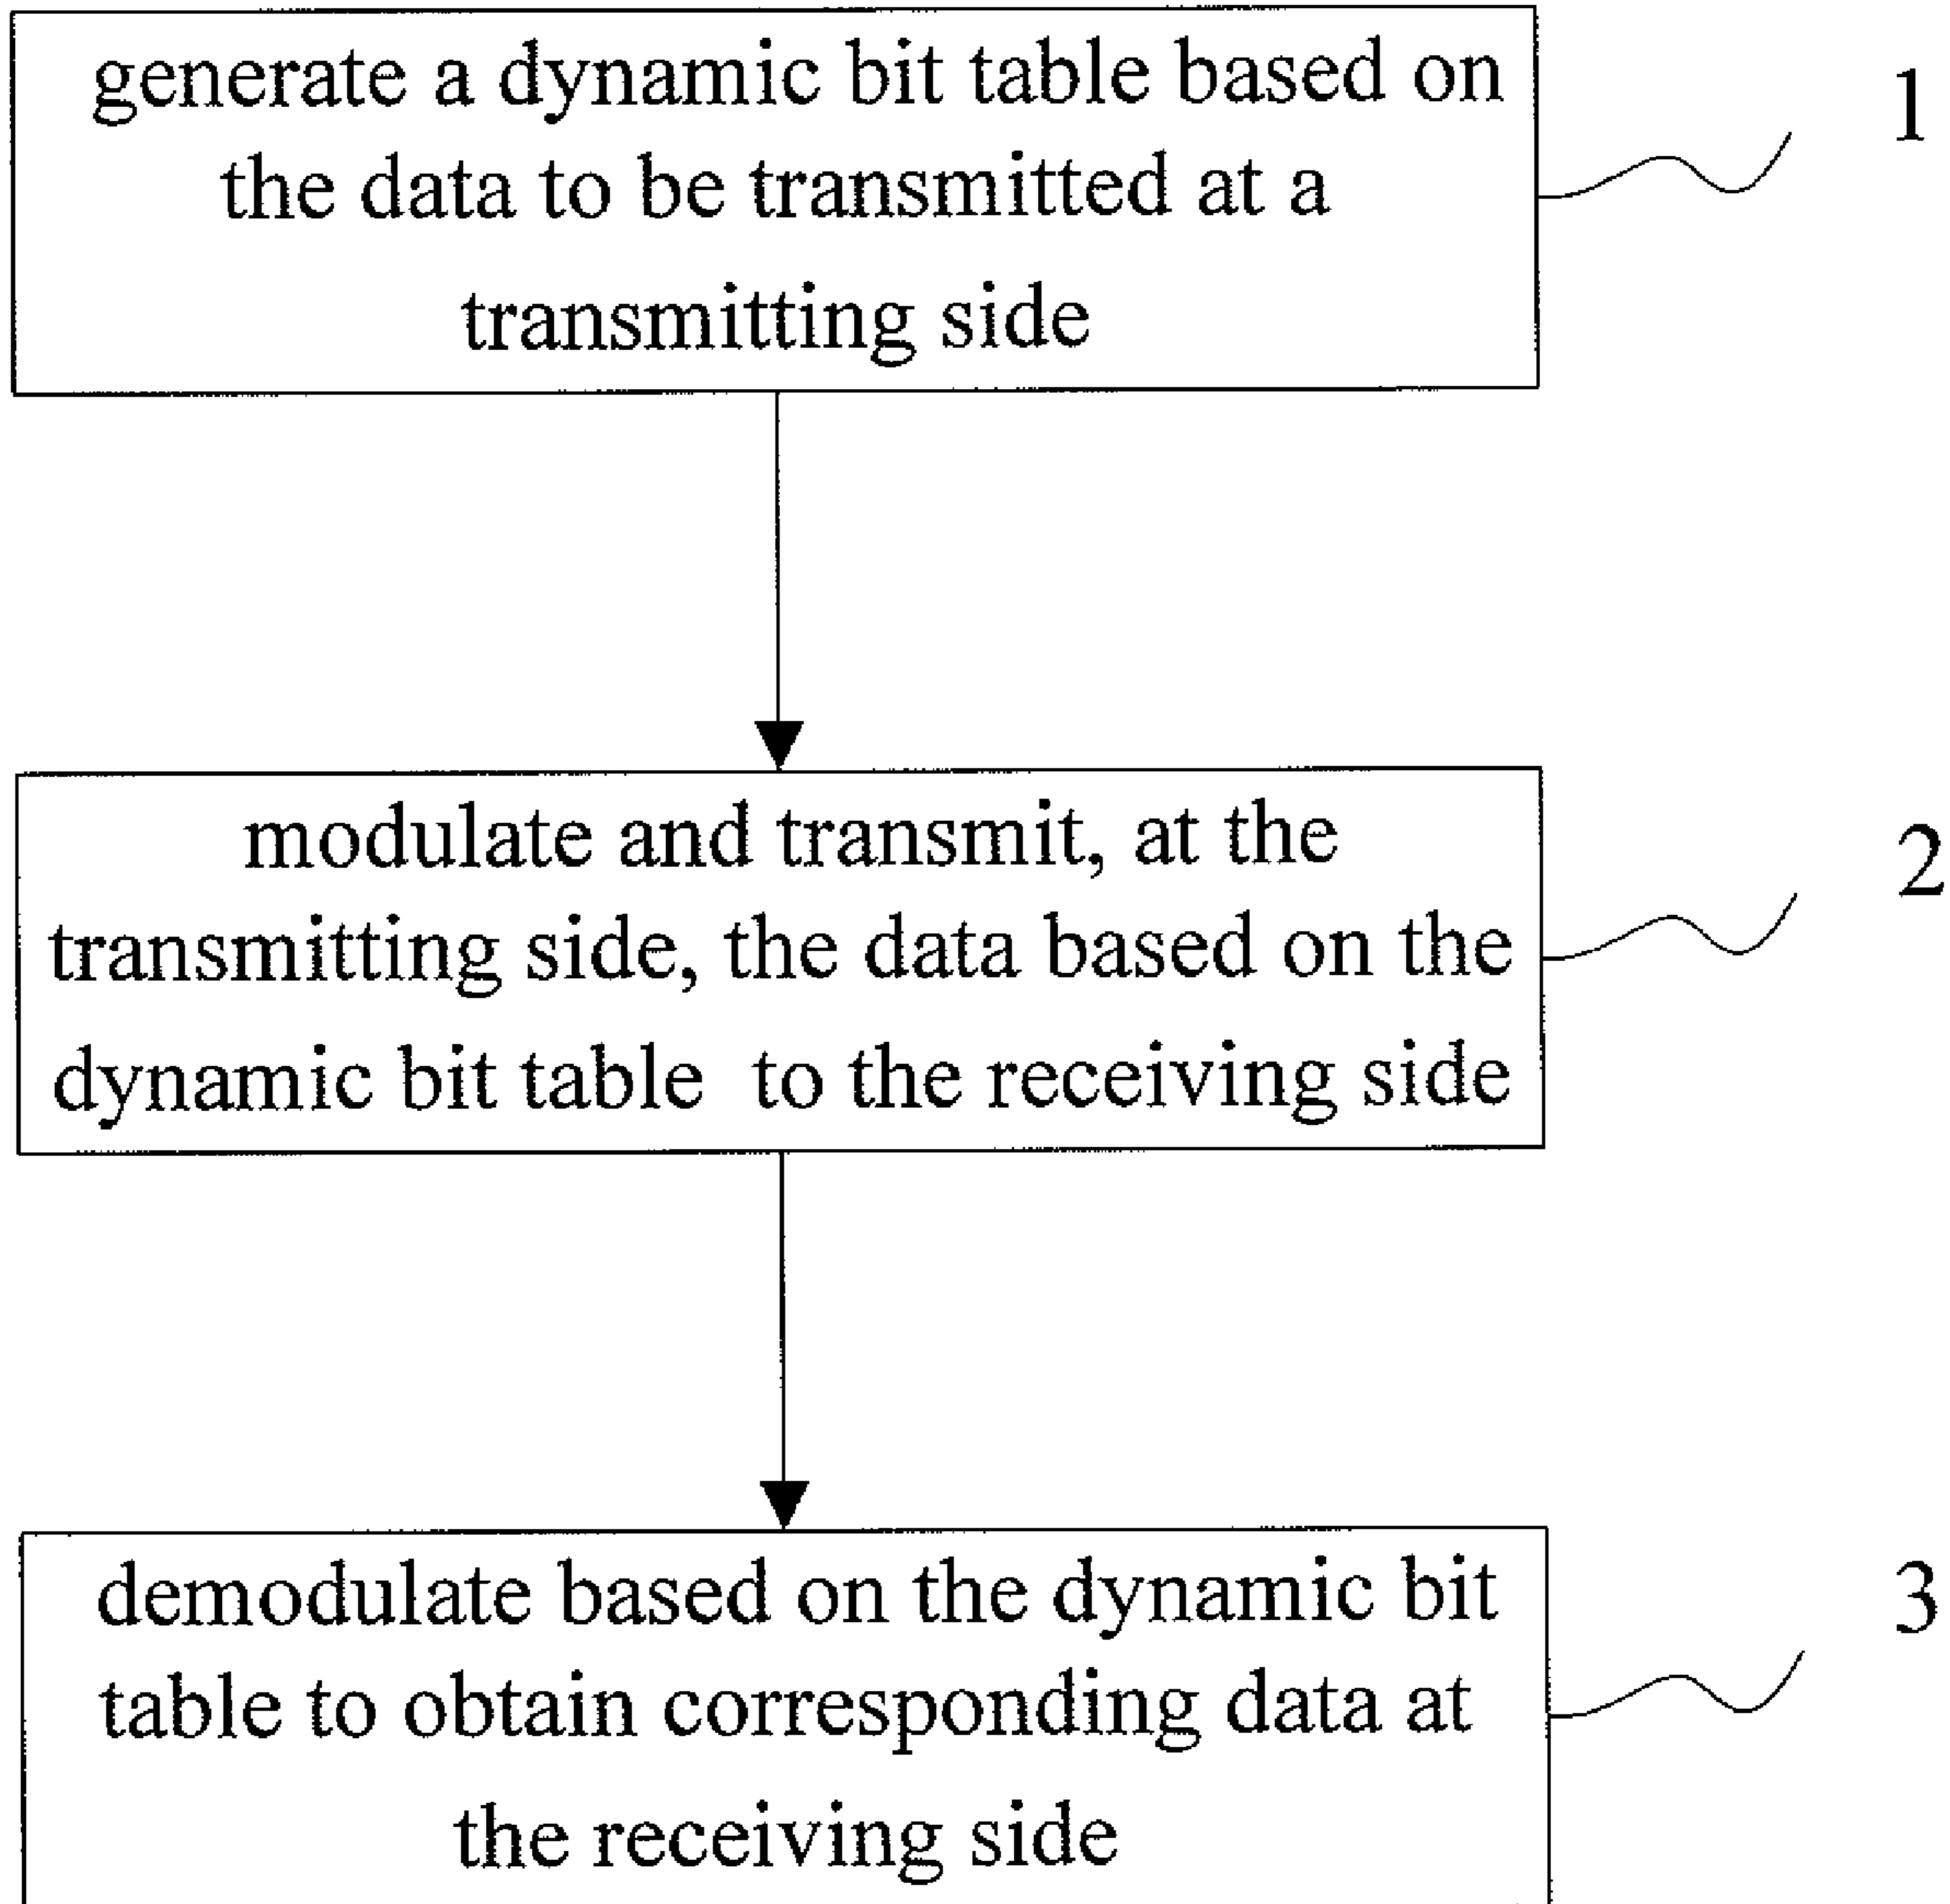 generate a dynamic bit table based on
the data to be transmitted at a
transmitting side
1
modulate and transmit, at the
transmitting side, the data based on the
dynamic bit table to the receiving side
2
demodulate based on the dynamic bit
table to obtain corresponding data at
the receiving side
3